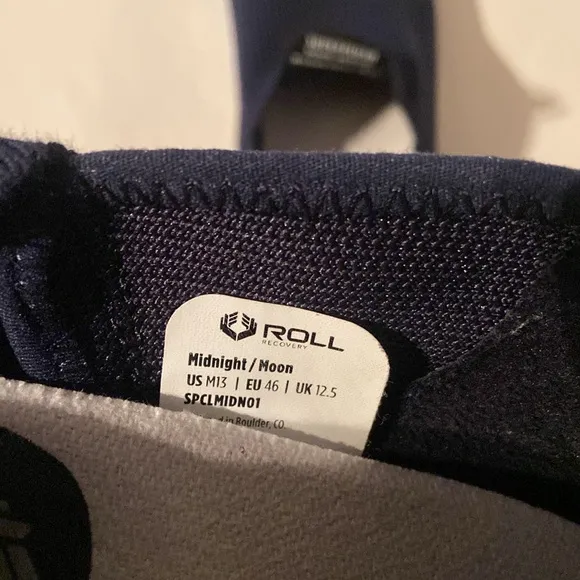 ROLL
RECOVERY
Midnight / Moon
US M13 | EU 46 | UK 12.5
SPCLMIDN01
in Boulder, CO.